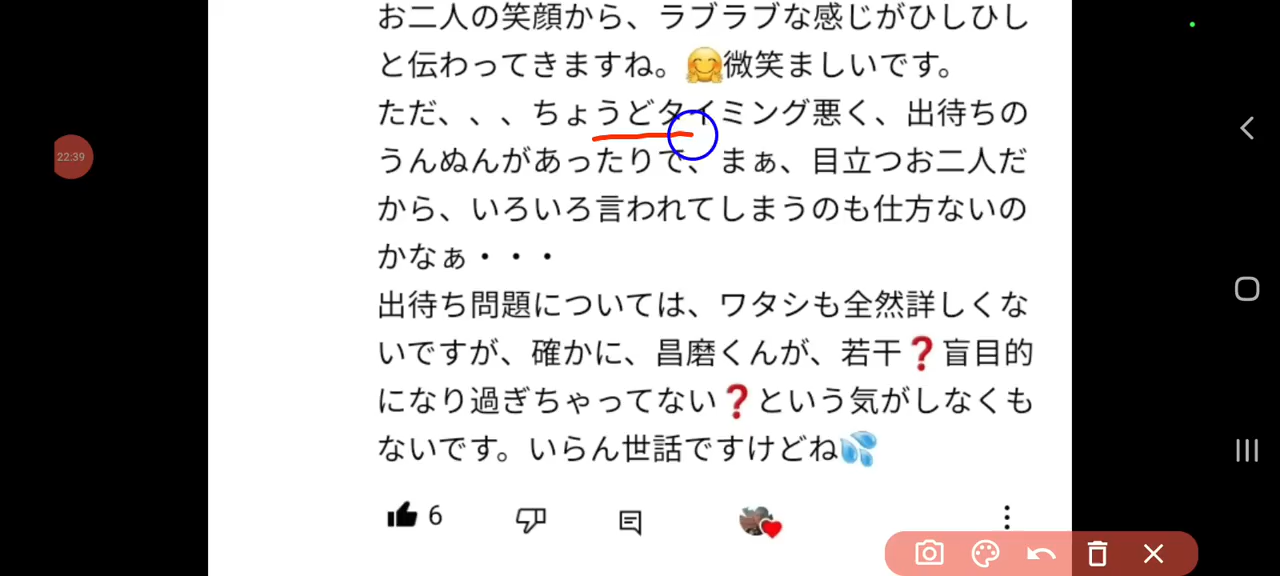 お二人の笑顔から、ラブラブな感じがひしひし
と伝わってきますね。🤗微笑ましいです。
ただ、、、ちょうどタイミング悪く、出待ちの
うんぬんがあったりで、まぁ、目立つお二人だ
から、いろいろ言われてしまうのも仕方ないの
かなぁ・・・
出待ち問題については、ワタシも全然詳しくな
いですが、確かに、昌磨くんが、若干❓盲目的
になり過ぎちゃってない❓という気がしなくも
ないです。いらん世話ですけどね💦
6
22:39